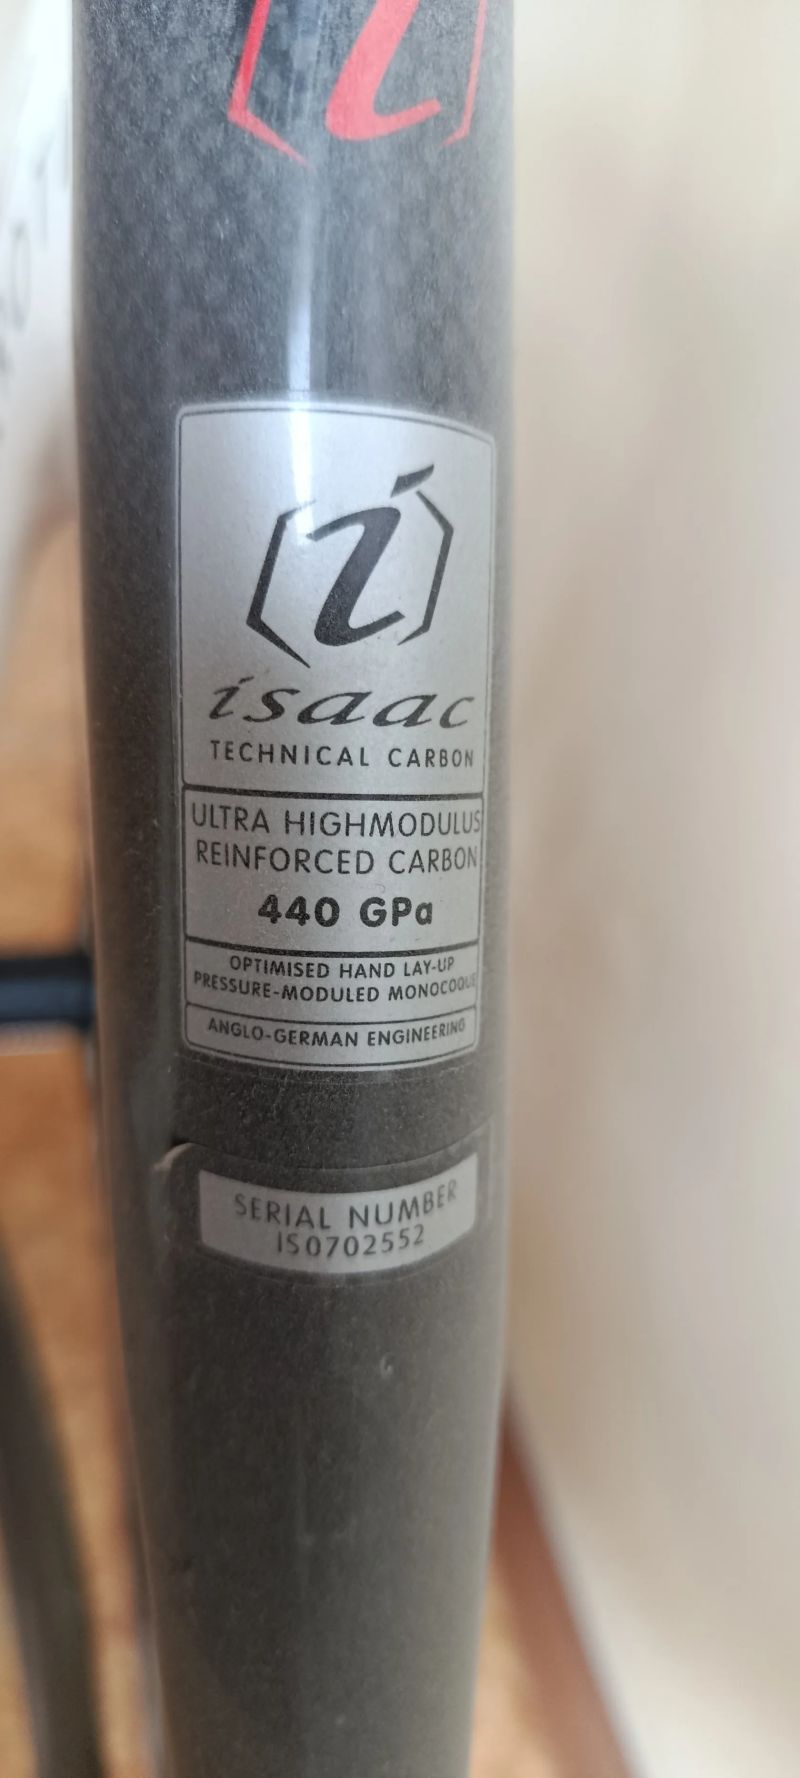 i
i
isaac
TECHNICAL CARBON
ULTRA HIGHMODULUS
REINFORCED CARBON
440 GPa
OPTIMISED HAND LAY-UP
PRESSURE-MODULED MONOCOQUE
ANGLO-GERMAN ENGINEERING
SERIAL NUMBER
IS0702552